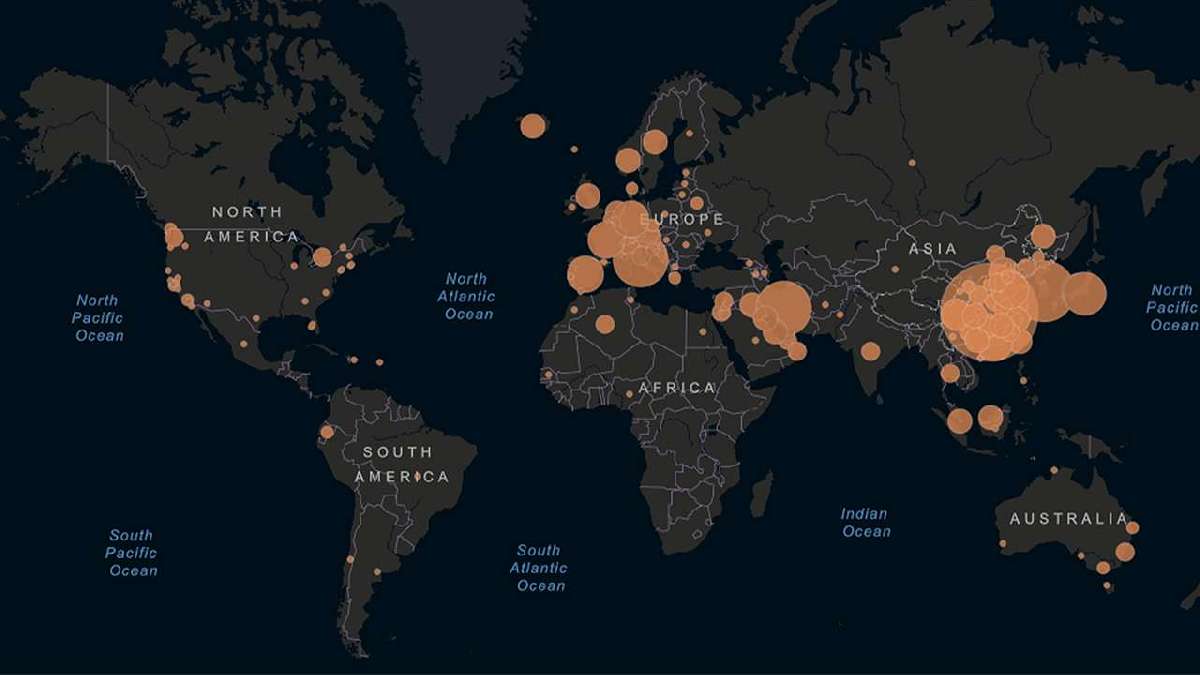 NORTH
AMERICA
EUROPE
ASIA
North
Atlantic
Ocean
North
Pacific
Ocean
North
Pacific
Ocean
AFRICA
SOUTH
AMERICA
Indian
Ocean
AUSTRALIA
South
Pacific
Ocean
South
Atlantic
Ocean